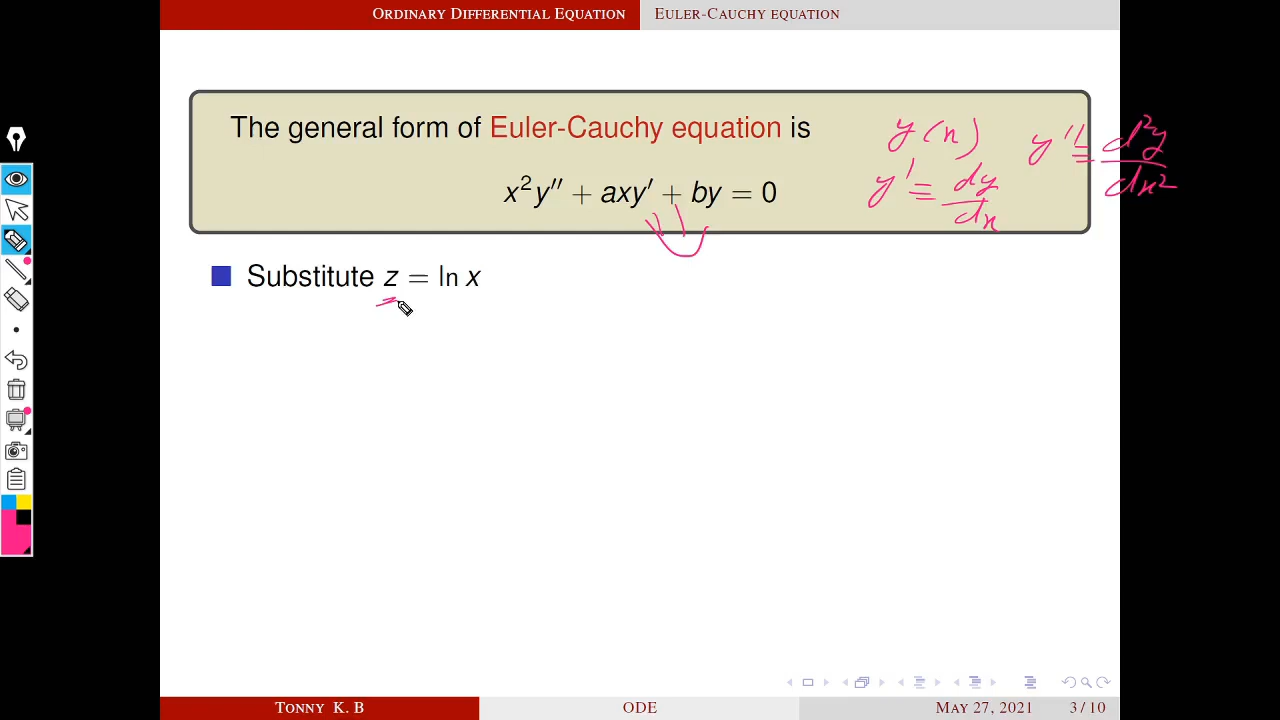 ORDINARY DIFFERENTIAL EQUATION EULER-CAUCHY EQUATION
The general form of Euler-Cauchy equation is
x²y″ + axy′ + by = 0
y(x) y″ = d²y/dx²
y′ = dy/dx
Substitute z = ln x
TONNY K. B ODE MAY 27, 2021 3 / 10